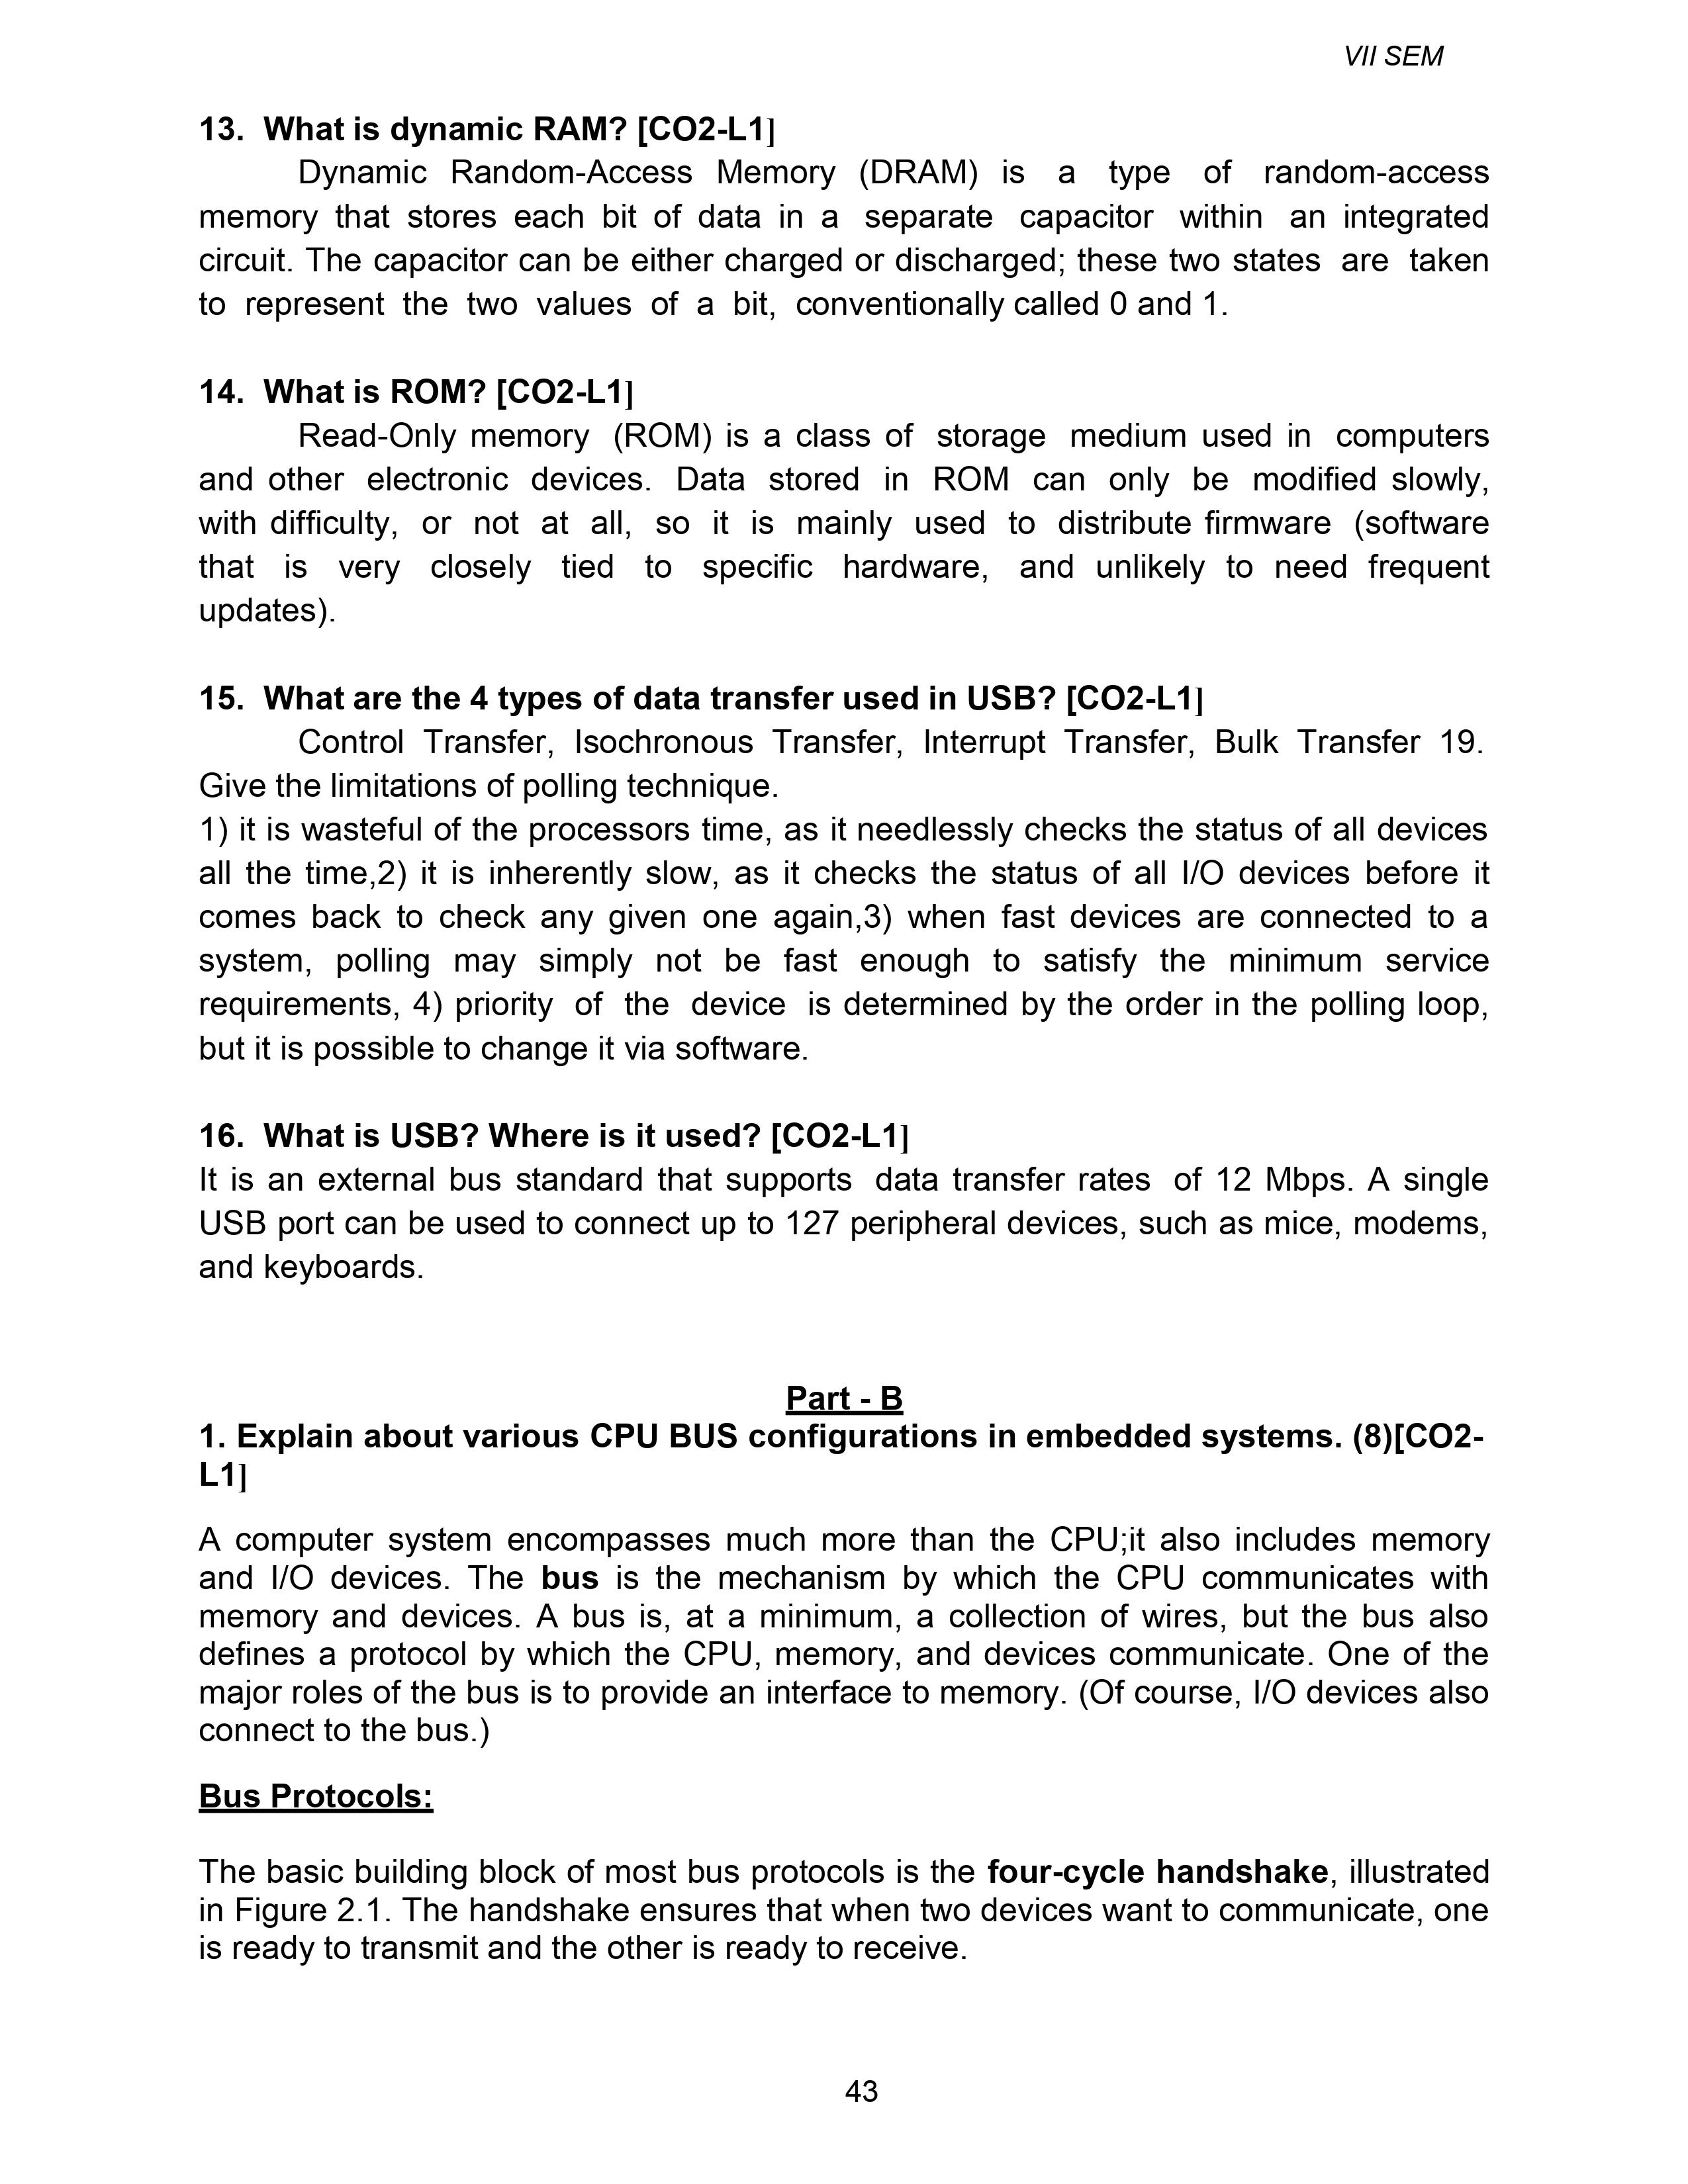 VII SEM
13. What is dynamic RAM? [CO2-L1]
Dynamic Random-Access Memory (DRAM) is a type of random-access
memory that stores each bit of data in a separate capacitor within an integrated
circuit. The capacitor can be either charged or discharged; these two states are taken
to represent the two values of a bit, conventionally called 0 and 1.
14. What is ROM? [CO2-L1]
Read-Only memory (ROM) is a class of storage medium used in computers
and other electronic devices. Data stored in ROM can only be modified slowly,
with difficulty, or not at all, so it is mainly used to distribute firmware (software
that is very closely tied to specific hardware, and unlikely to need frequent
updates).
15. What are the 4 types of data transfer used in USB? [CO2-L1]
Control Transfer, Isochronous Transfer, Interrupt Transfer, Bulk Transfer 19.
Give the limitations of polling technique.
1) it is wasteful of the processors time, as it needlessly checks the status of all devices
all the time,2) it is inherently slow, as it checks the status of all I/O devices before it
comes back to check any given one again,3) when fast devices are connected to a
system, polling may simply not be fast enough to satisfy the minimum service
requirements, 4) priority of the device is determined by the order in the polling loop,
but it is possible to change it via software.
16. What is USB? Where is it used? [CO2-L1]
It is an external bus standard that supports data transfer rates of 12 Mbps. A single
USB port can be used to connect up to 127 peripheral devices, such as mice, modems,
and keyboards.
Part - B
1. Explain about various CPU BUS configurations in embedded systems. (8)[CO2-
L1]
A computer system encompasses much more than the CPU;it also includes memory
and I/O devices. The bus is the mechanism by which the CPU communicates with
memory and devices. A bus is, at a minimum, a collection of wires, but the bus also
defines a protocol by which the CPU, memory, and devices communicate. One of the
major roles of the bus is to provide an interface to memory. (Of course, I/O devices also
connect to the bus.)
Bus Protocols:
The basic building block of most bus protocols is the four-cycle handshake, illustrated
in Figure 2.1. The handshake ensures that when two devices want to communicate, one
is ready to transmit and the other is ready to receive.
43